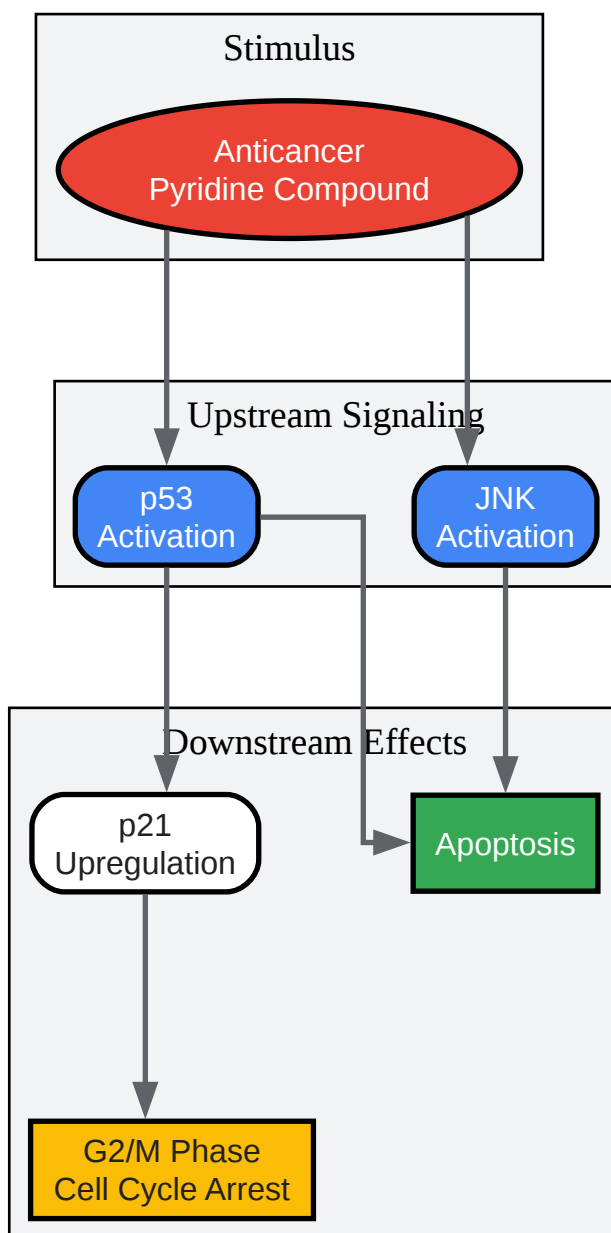 Stimulus
Anticancer
Pyridine Compound
Upstream Signaling
p53
Activation
JNK
Activation
Downstream Effects
p21
Upregulation
Apoptosis
G2/M Phase
Cell Cycle Arrest